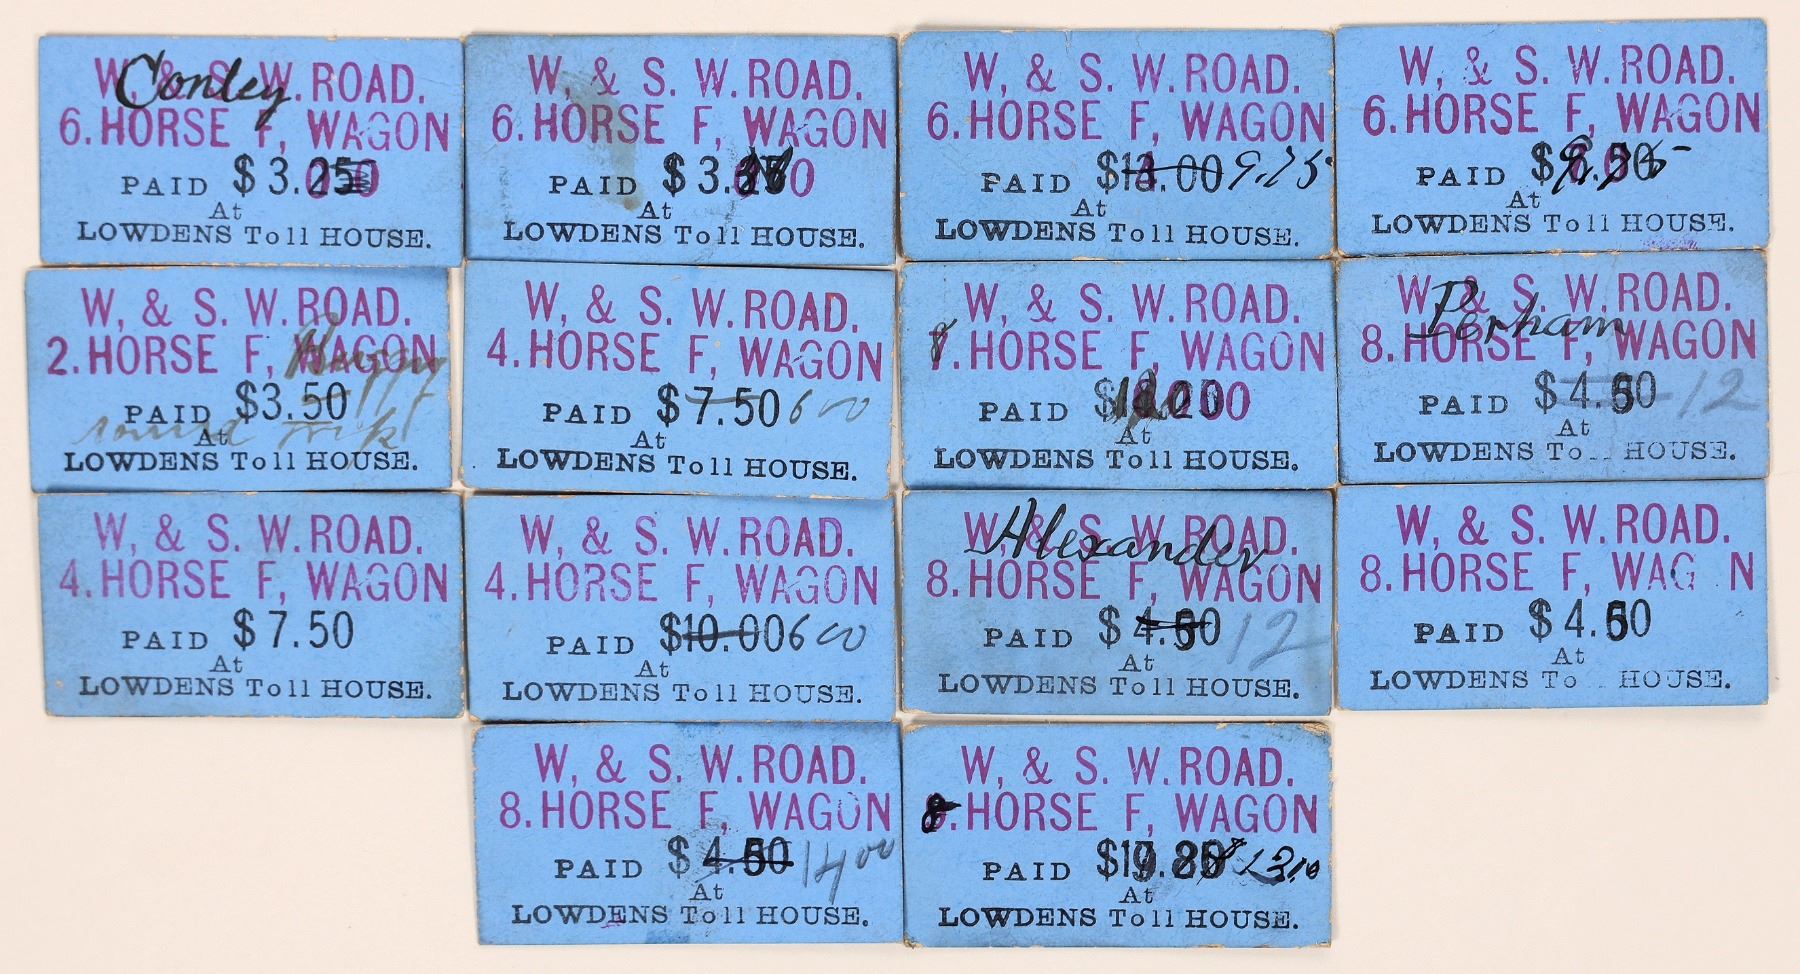 Conley
W, & S. W. ROAD.
6. HORSE F, WAGON
PAID $3.
At
LOWDENS Toll HOUSE.
W, & S. W. ROAD.
6. HORSE F, WAGON
PAID $3.
At
LOWDENS Toll HOUSE.
W, & S. W. ROAD.
6. HORSE F, WAGON
PAID $13.00 9.75
At
LOWDENS Toll HOUSE.
W, & S. W. ROAD.
6. HORSE F, WAGON
PAID $
At
LOWDENS Toll HOUSE.
W, & S. W. ROAD.
2. HORSE F, WAGON
Buggy
PAID $3.50
round trip
At
LOWDENS Toll HOUSE.
W, & S. W. ROAD.
4. HORSE F, WAGON
PAID $7.50 6 00
At
LOWDENS Toll HOUSE.
W, & S. W. ROAD.
HORSE F, WAGON
PAID $
At
LOWDENS Toll HOUSE.
Perham
W, & S. W. ROAD.
8. HORSE F, WAGON
PAID $4. 12
At
LOWDENS To HOUSE.
W, & S. W. ROAD.
4. HORSE F, WAGON
PAID $7.50
At
LOWDENS Toll HOUSE.
W, & S. W. ROAD.
4. HORSE F, WAGON
PAID $10.00 6 00
At
LOWDENS Toll HOUSE.
Alexander
W, & S. W. ROAD.
8. HORSE F, WAGON
PAID $4. 12
At
LOWDENS Toll HOUSE.
W, & S. W. ROAD.
8. HORSE F, WAG N
PAID $4.
At
LOWDENS To HOUSE.
W, & S. W. ROAD.
8. HORSE F, WAGON
PAID $4. 14 00
At
LOWDENS Toll HOUSE.
W, & S. W. ROAD.
8. HORSE F, WAGON
PAID $
At
LOWDENS Toll HOUSE.